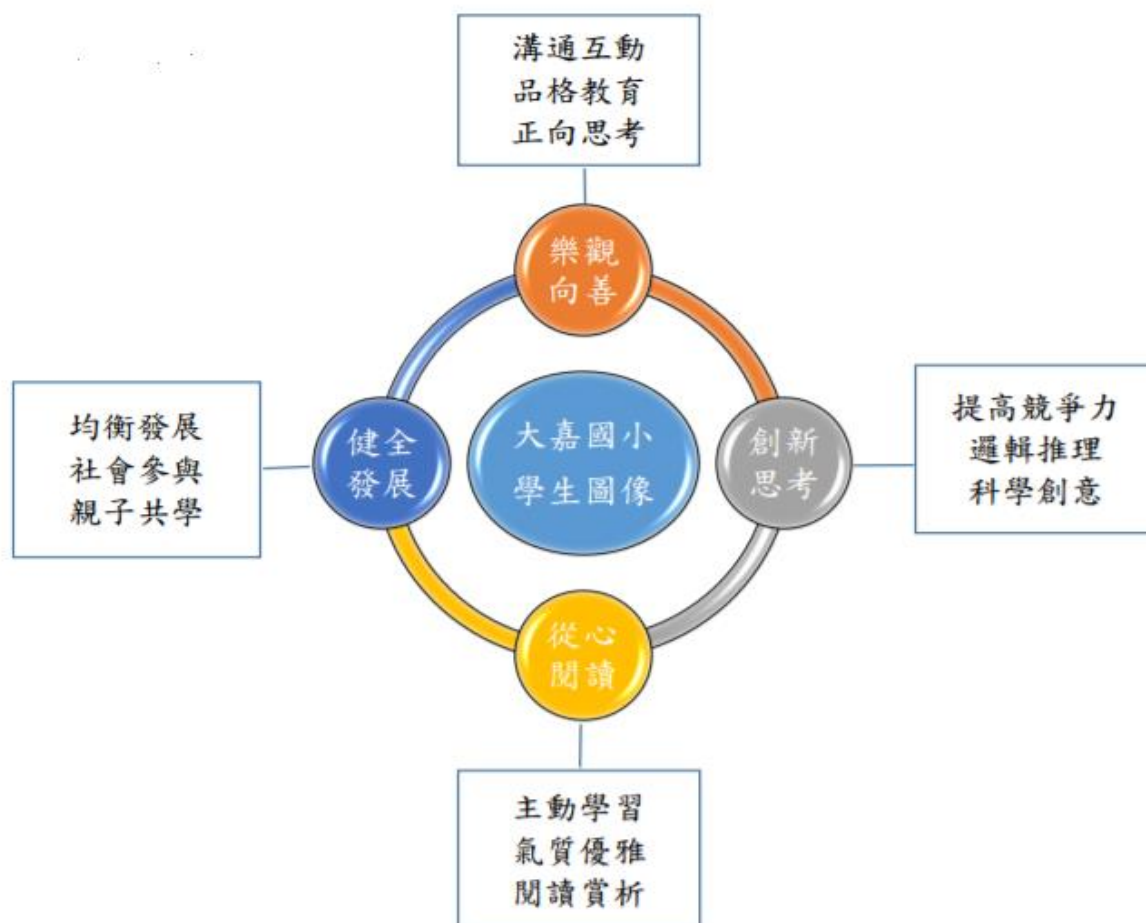 溝通互動
品格教育
正向思考
樂觀
向善
均衡發展
社會參與
親子共學
健全
發展
大嘉國小
學生圖像
創新
思考
提高競爭力
邏輯推理
科學創意
從心
閱讀
主動學習
氣質優雅
閱讀賞析